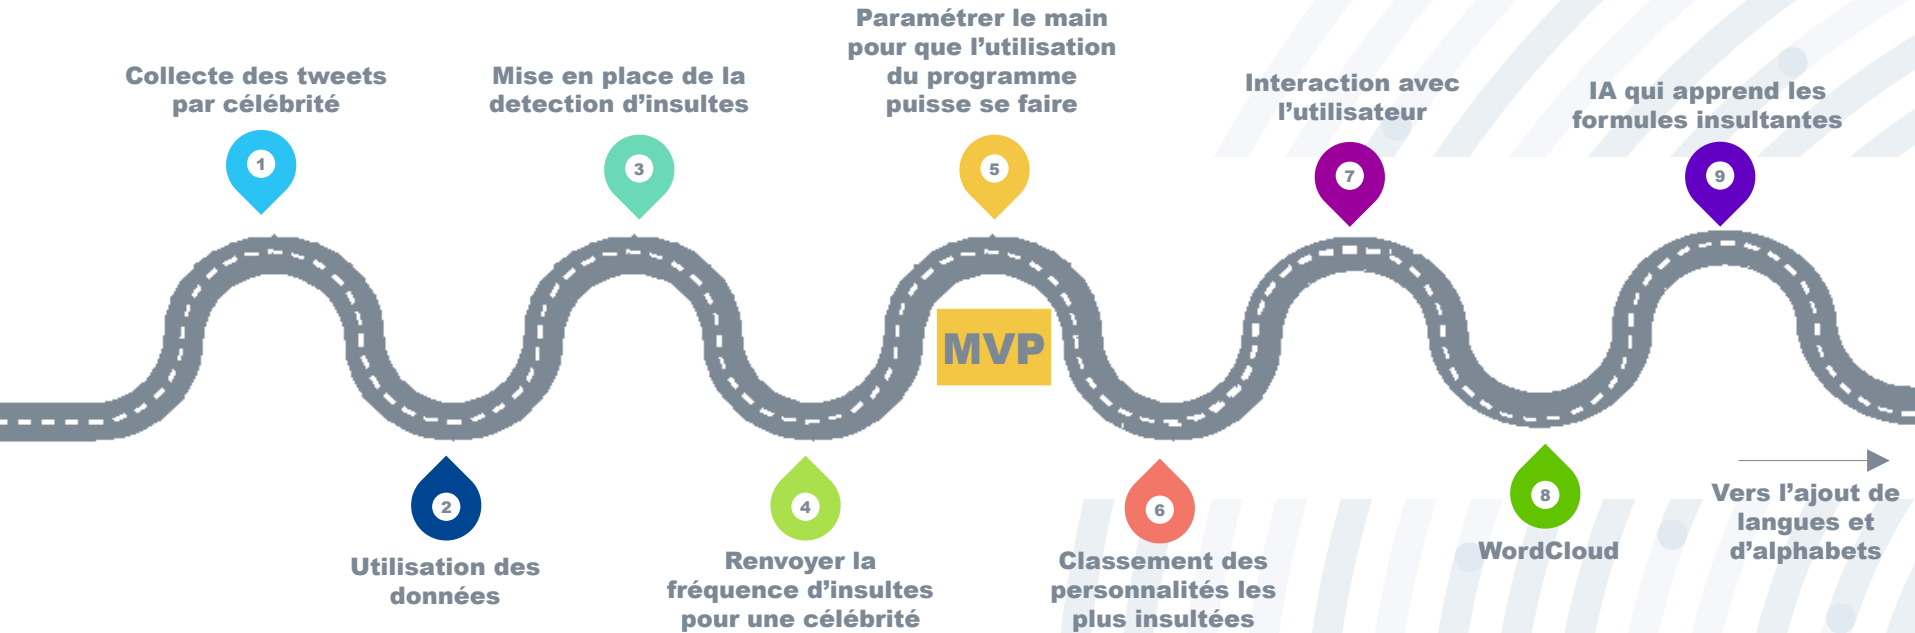 Collecte des tweets
par célébrité
1
2
Utilisation des
données
Mise en place de la
detection d’insultes
3
4
Renvoyer la
fréquence d’insultes
pour une célébrité
Paramétrer le main
pour que l’utilisation
du programme
puisse se faire
5
MVP
6
Classement des
personnalités les
plus insultées
Interaction avec
l’utilisateur
7
8
WordCloud
IA qui apprend les
formules insultantes
9
Vers l’ajout de
langues et
d’alphabets